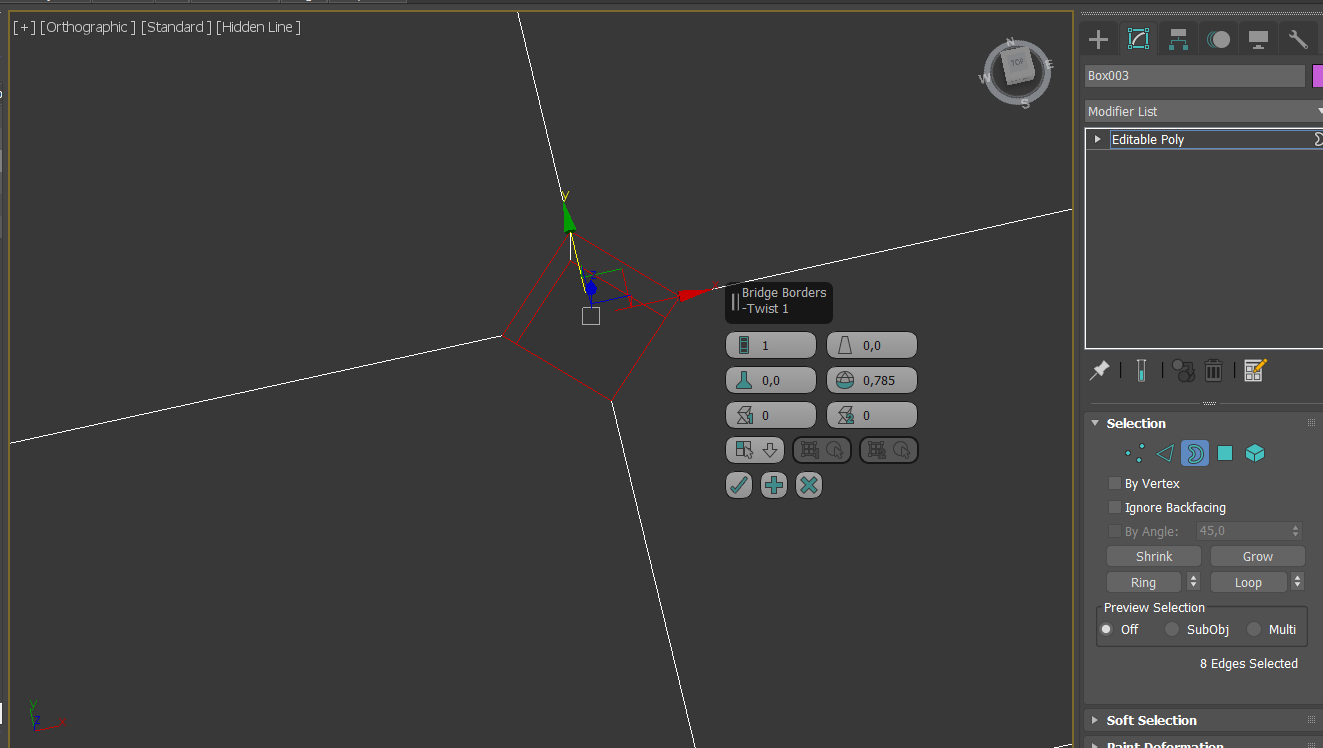 [+] [Orthographic ] [Standard ] [Hidden Line ]
N
TOP
E
W
S
Box003
Modifier List
Editable Poly
Y
Bridge Borders
-Twist 1
1
0,0
0,0
0,785
0
0
Selection
By Vertex
Ignore Backfacing
By Angle: 45,0
Shrink Grow
Ring Loop
Preview Selection
Off SubObj Multi
8 Edges Selected
Soft Selection
Paint Deformation
y
z